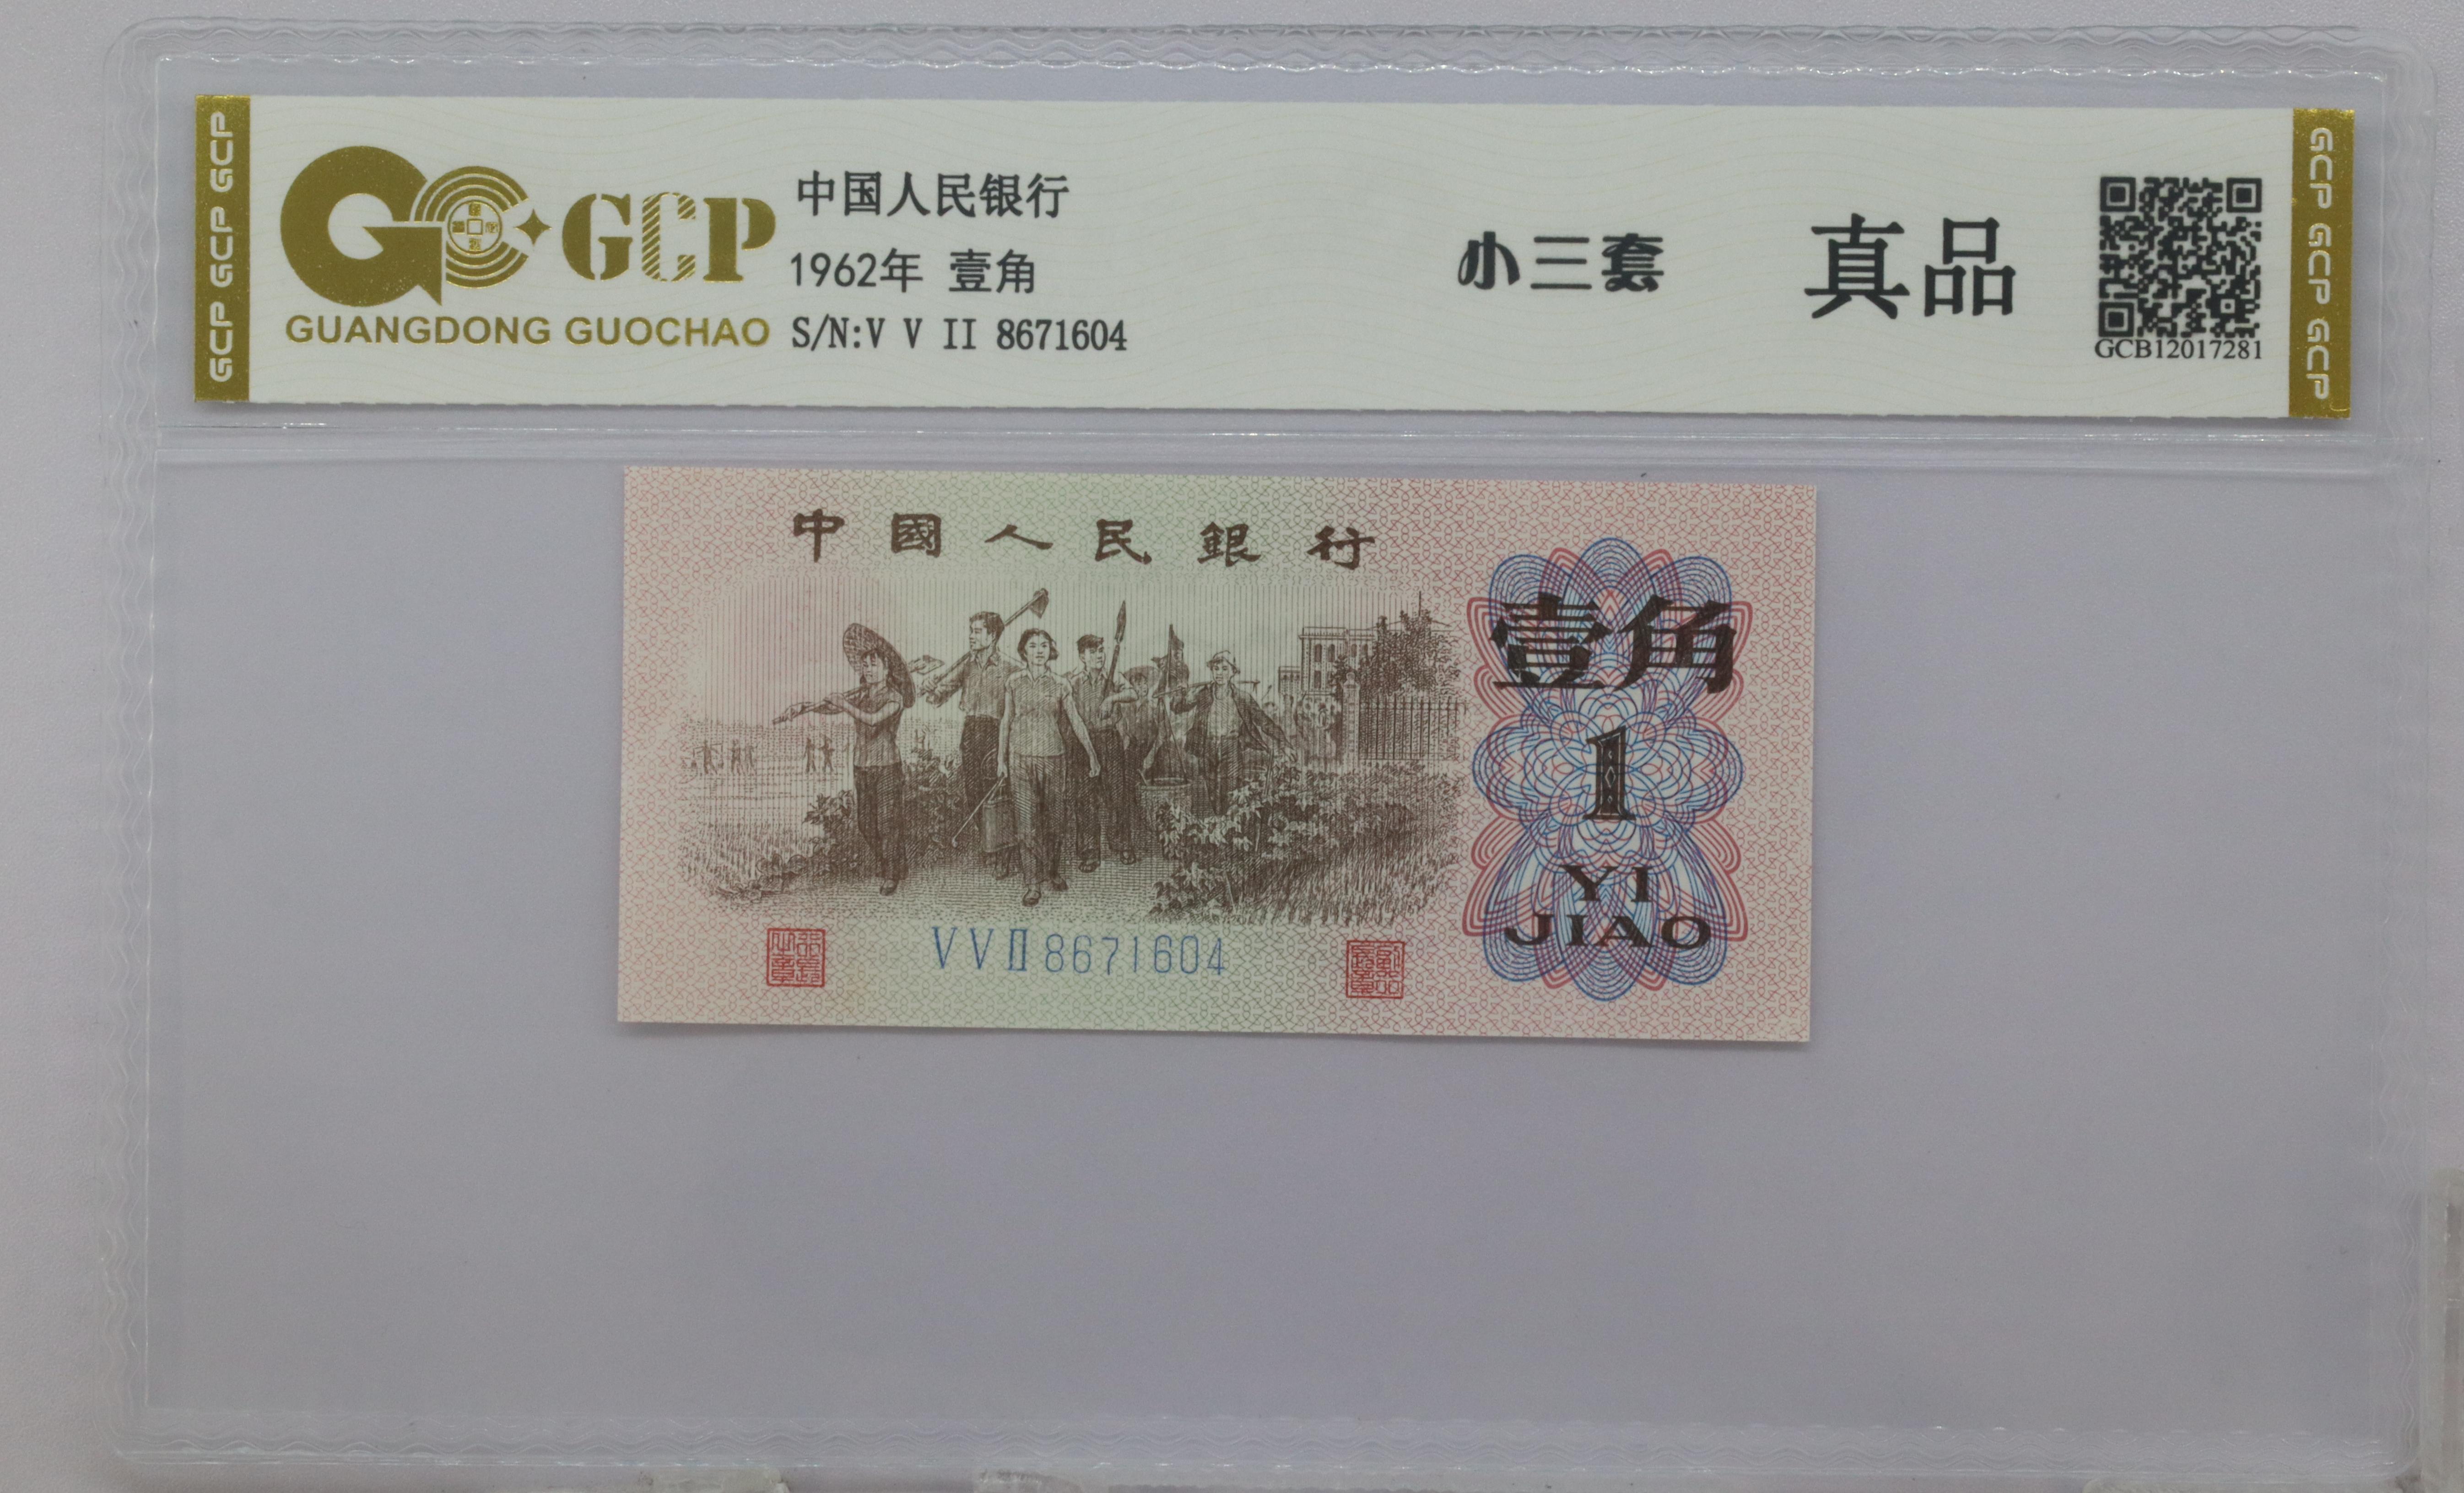 GCP GCP GCP
GCP
GUANGDONG GUOCHAO
中国人民银行
1962年 壹角
S/N:V V II 8671604
小三套
真品
GCB12017281
GCP GCP GCP
中國人民銀行
壹角
1
YI
JIAO
V V II 8671604